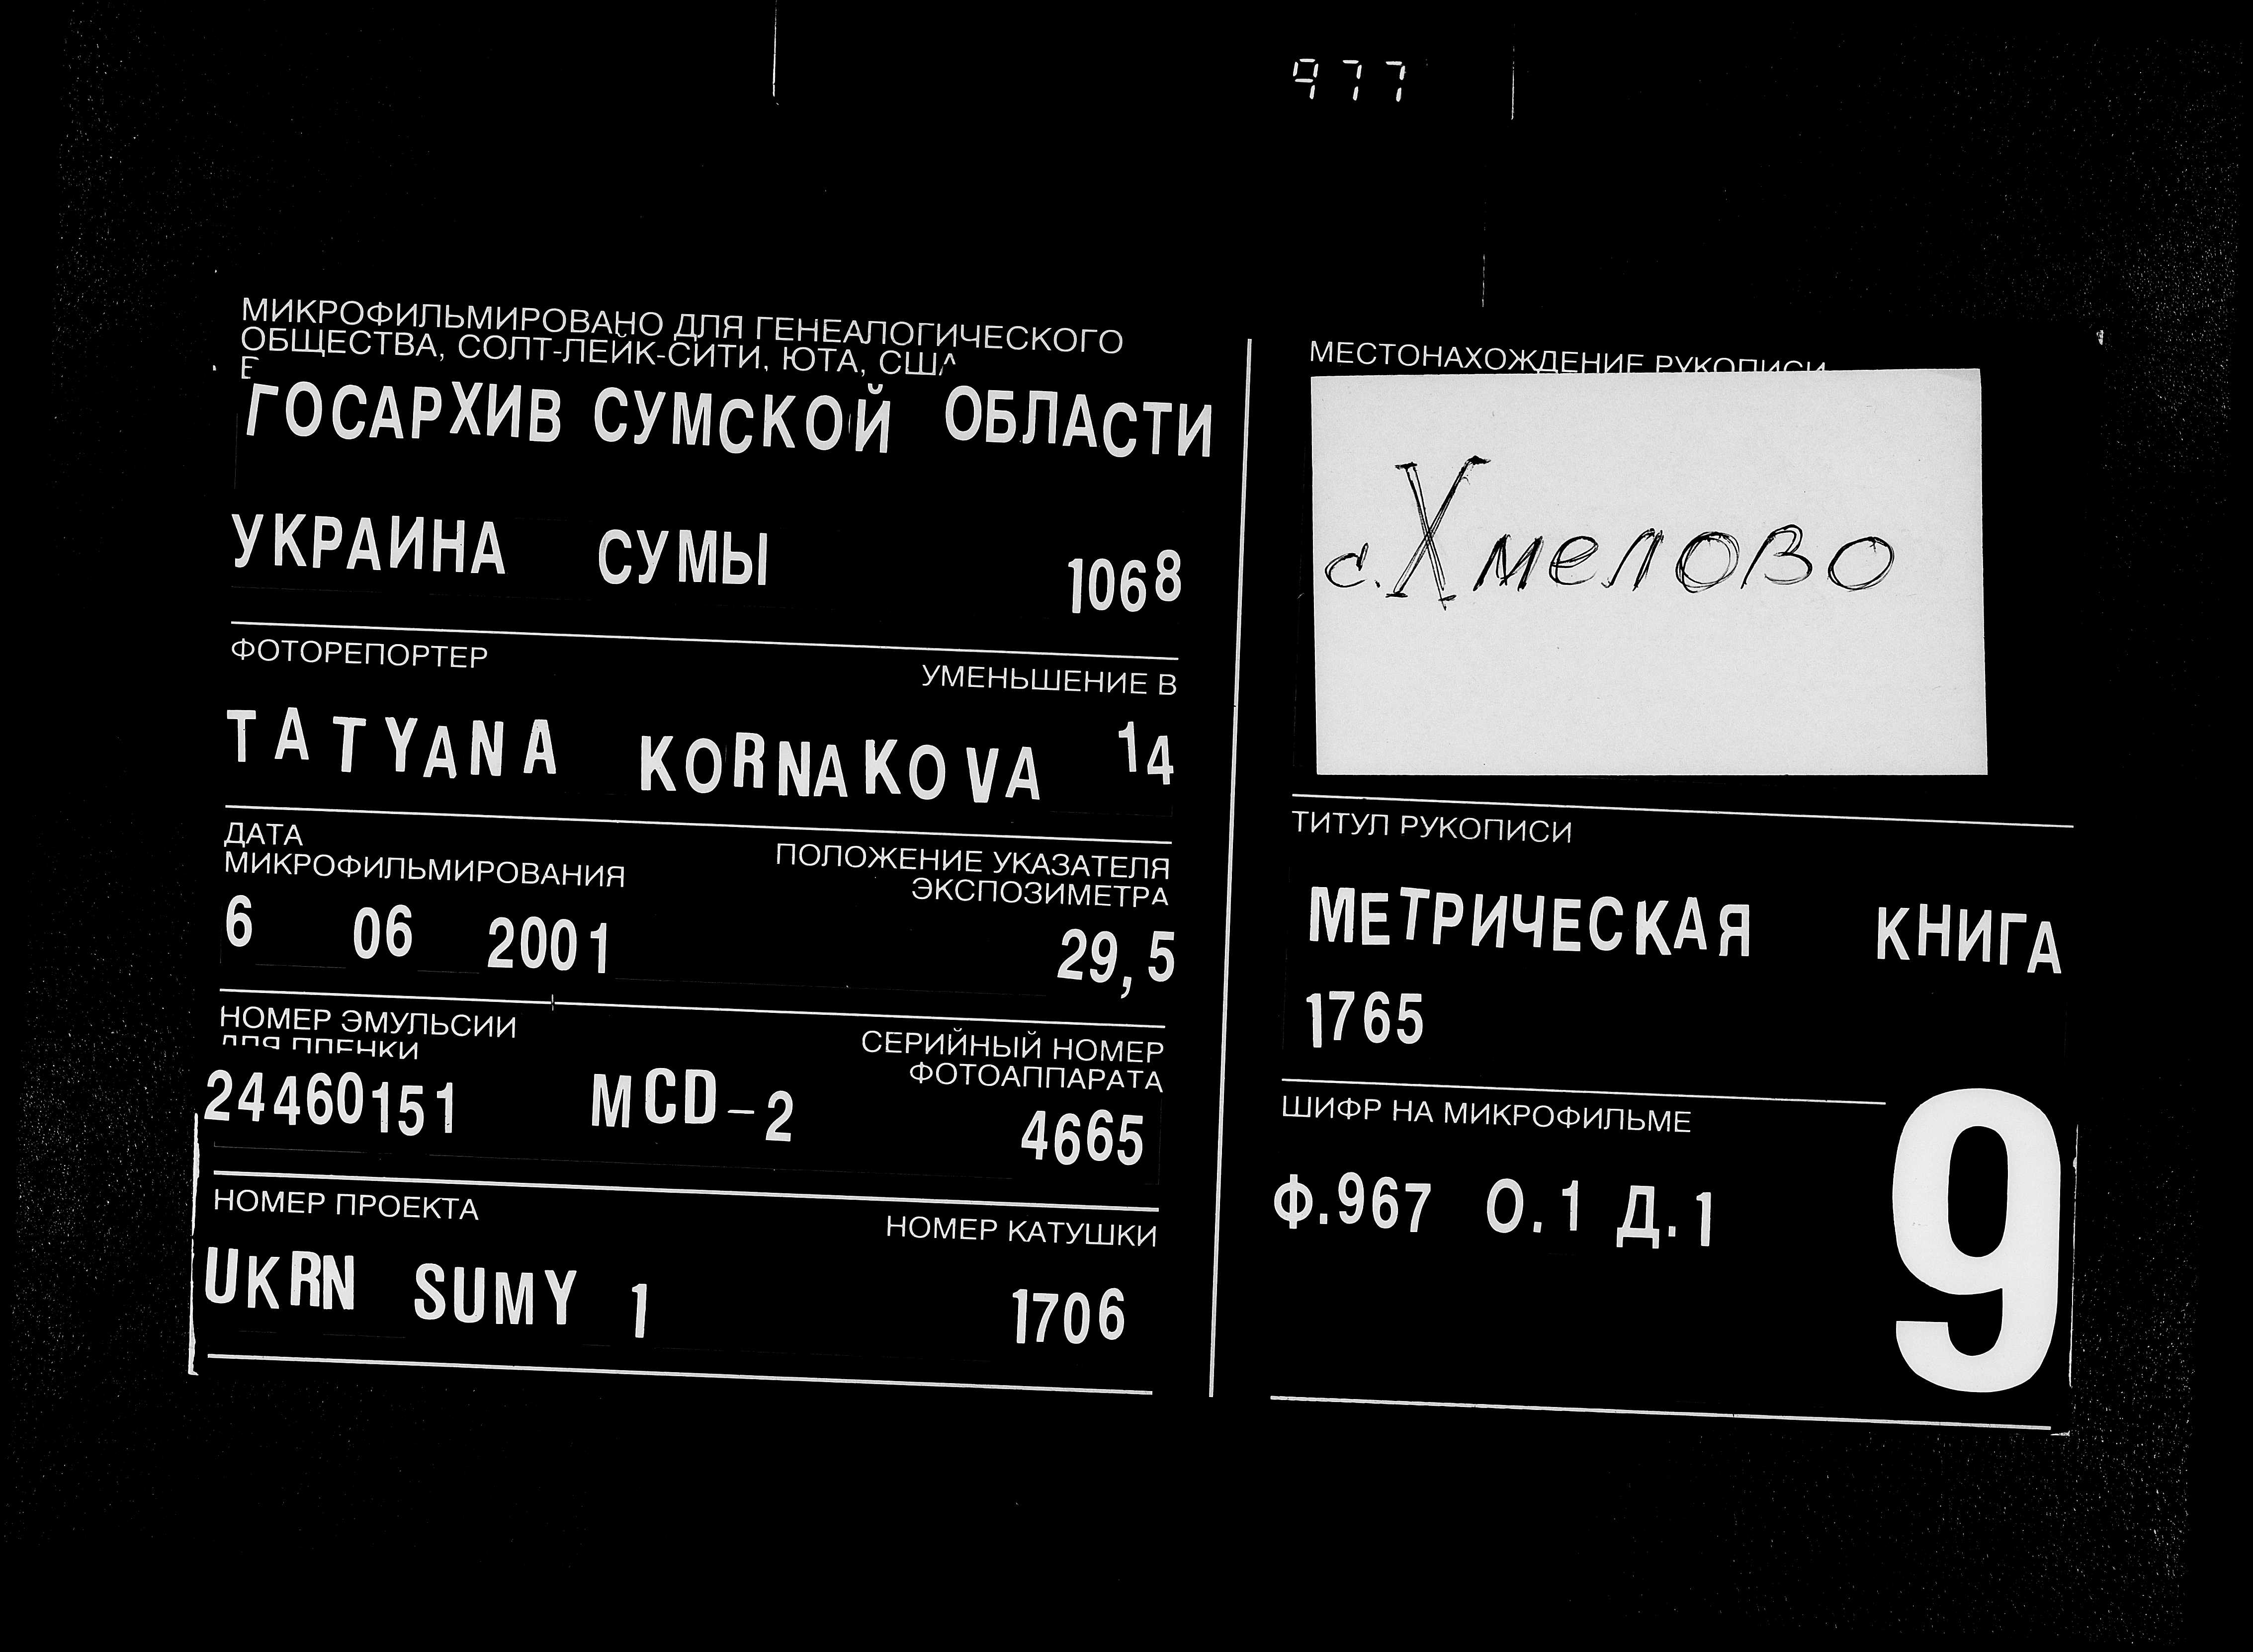 977
МИКРОФИЛЬМИРОВАНО ДЛЯ ГЕНЕАЛОГИЧЕСКОГО
ОБЩЕСТВА, СОЛТ-ЛЕЙК-СИТИ, ЮТА, США
ГОСАРХИВ СУМСКОЙ ОБЛАСТИ
УКРАИНА СУМЫ 1068
ФОТОРЕПОРТЕР УМЕНЬШЕНИЕ В
TATYANA KORNAKOVA 14
ДАТА
МИКРОФИЛЬМИРОВАНИЯ
ПОЛОЖЕНИЕ УКАЗАТЕЛЯ
ЭКСПОЗИМЕТРА
6 06 2001 29,5
НОМЕР ЭМУЛЬСИИ
ДЛЯ ПЛЕНКИ
СЕРИЙНЫЙ НОМЕР
ФОТОАППАРАТА
24460151 MCD-2 4665
НОМЕР ПРОЕКТА НОМЕР КАТУШКИ
UKRN SUMY 1 1706
МЕСТОНАХОЖДЕНИЕ РУКОПИСИ
с. Хмелово
ТИТУЛ РУКОПИСИ
МЕТРИЧЕСКАЯ КНИГА
1765
ШИФР НА МИКРОФИЛЬМЕ
Ф.967 О.1 Д.1
9